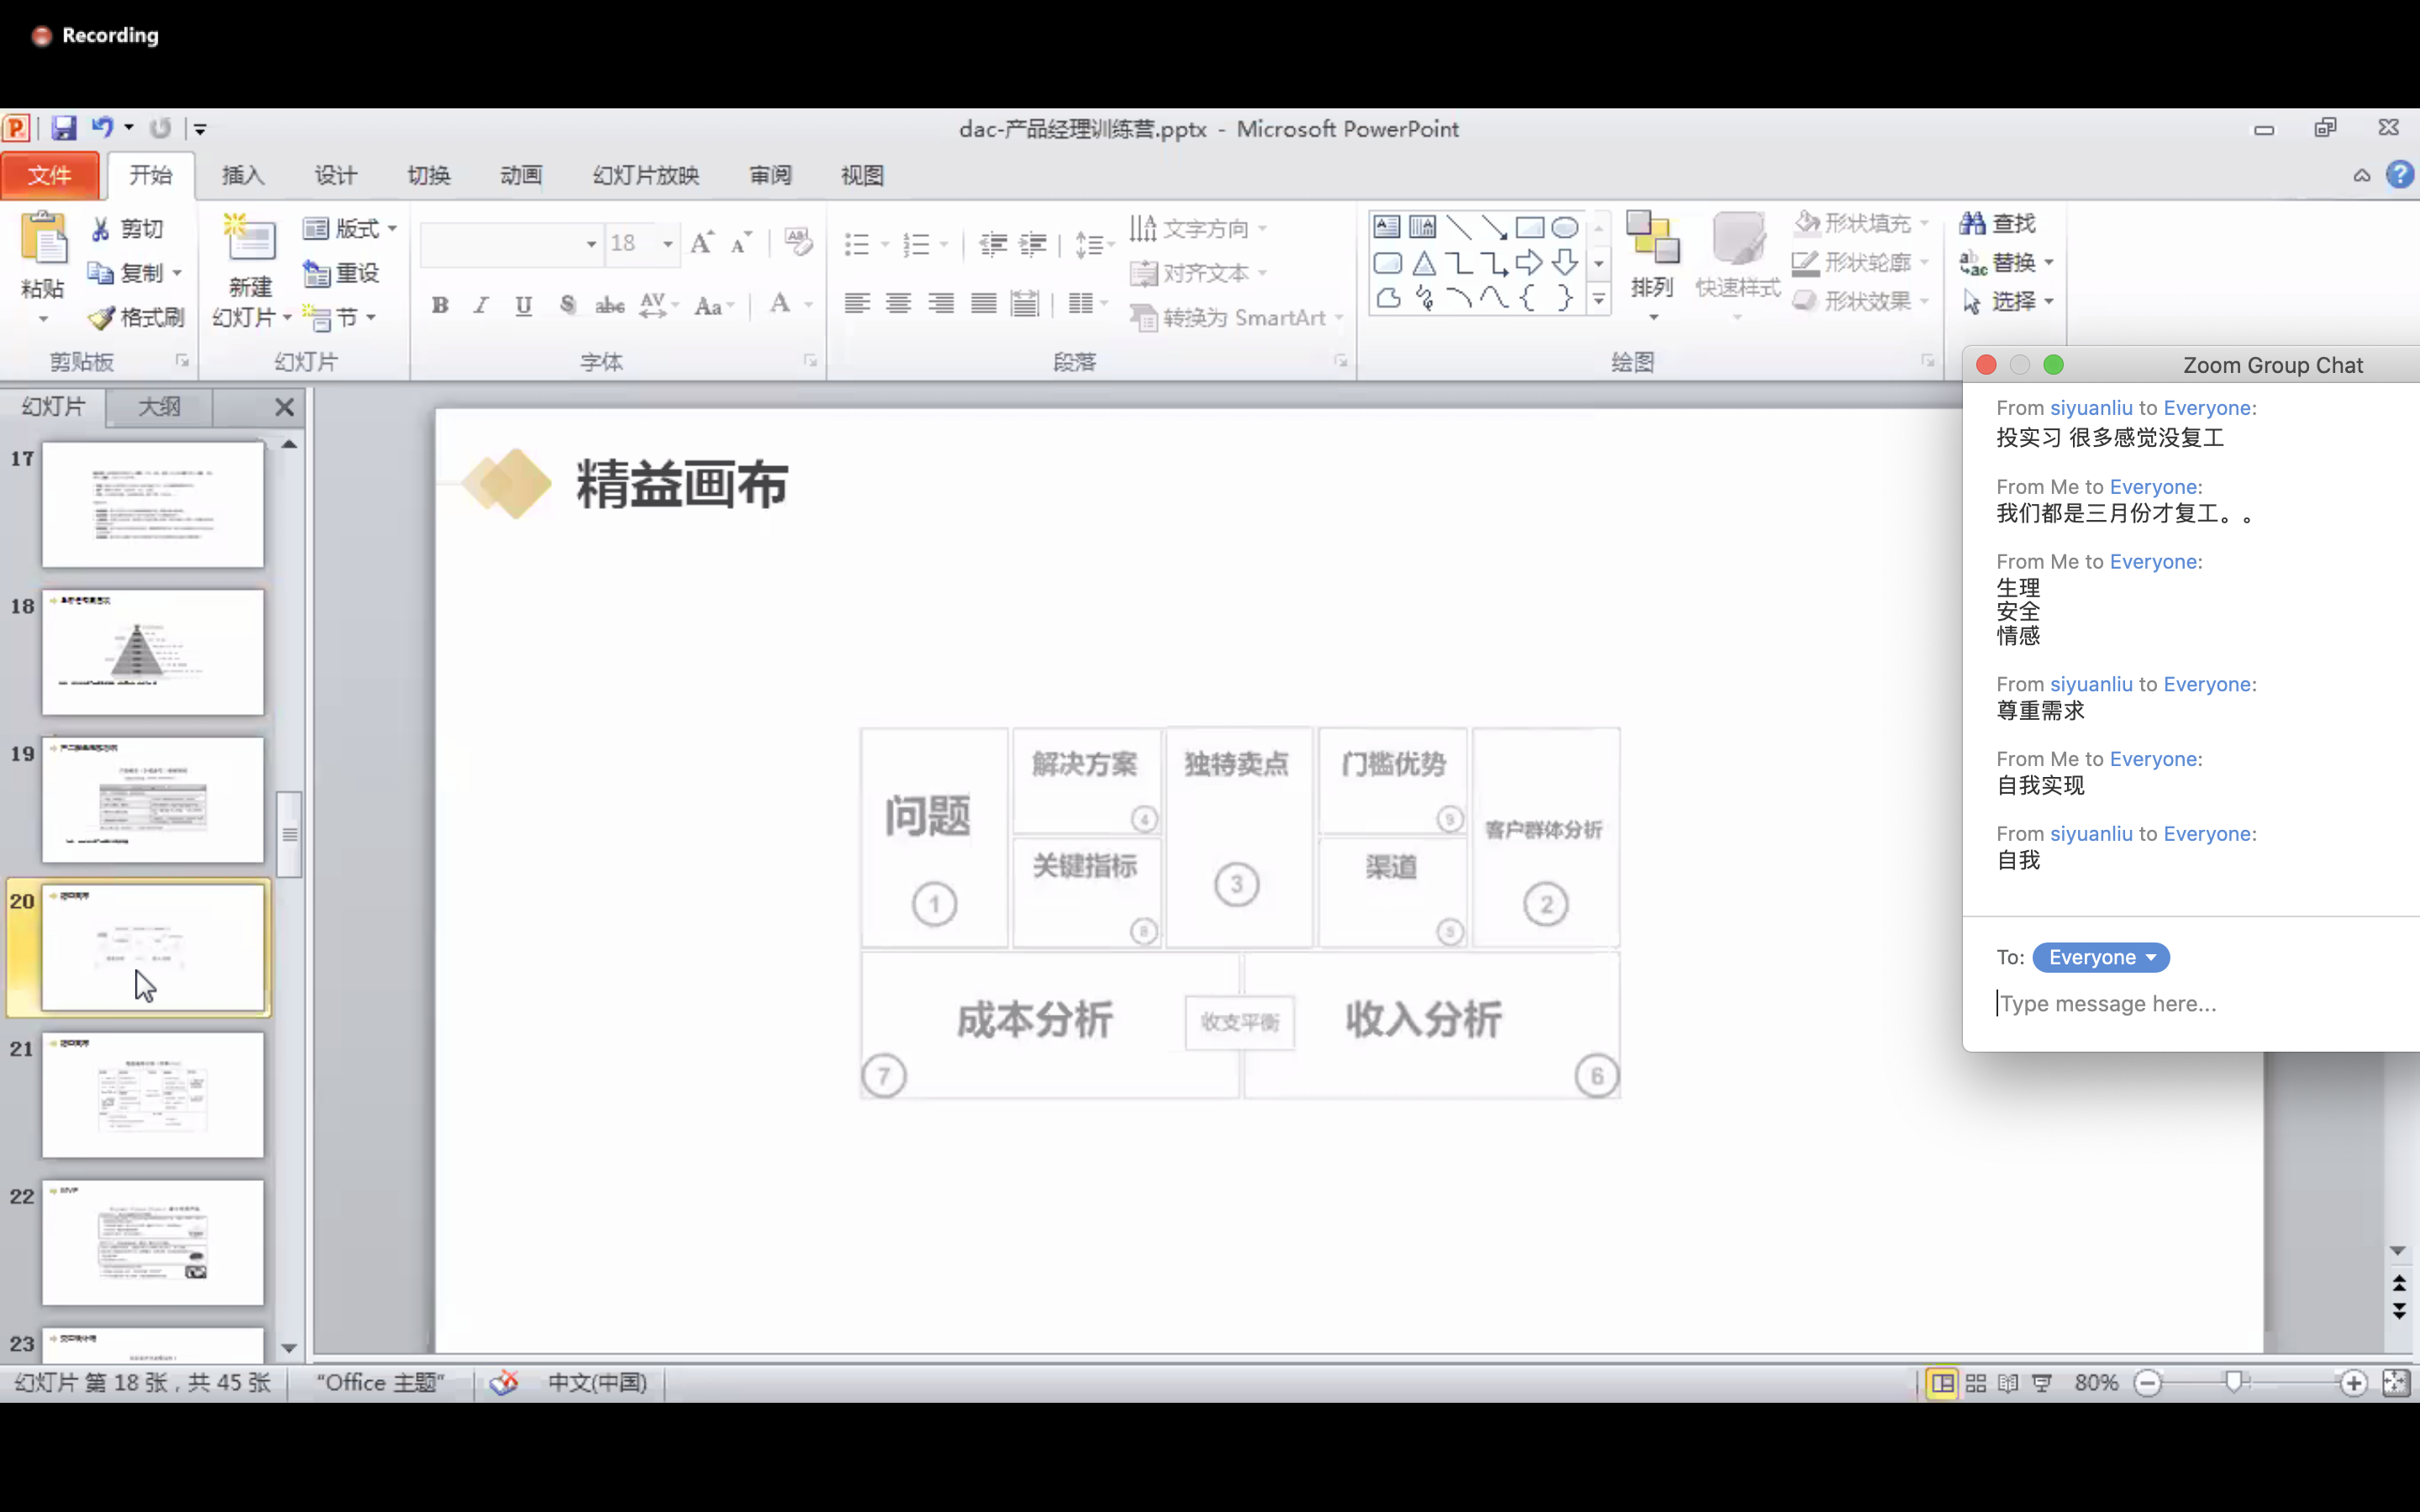 Recording
dac-产品经理训练营.pptx - Microsoft PowerPoint
文件 开始 插入 设计 切换 动画 幻灯片放映 审阅 视图
粘贴
剪切
复制
格式刷
剪贴板
新建
幻灯片
版式
重设
节
幻灯片
18
B I U S abc AV Aa A
字体
文字方向
对齐文本
转换为 SmartArt
段落
排列
快速样式
形状填充
形状轮廓
形状效果
绘图
查找
替换
选择
幻灯片 大纲
17
18
19
20
21
22
23
精益画布
问题
1
解决方案
4
关键指标
8
独特卖点
3
门槛优势
9
渠道
5
客户群体分析
2
成本分析
7
收支平衡
收入分析
6
Zoom Group Chat
From siyuanliu to Everyone:
投实习 很多感觉没复工
From Me to Everyone:
我们都是三月份才复工。。
From Me to Everyone:
生理
安全
情感
From siyuanliu to Everyone:
尊重需求
From Me to Everyone:
自我实现
From siyuanliu to Everyone:
自我
To: Everyone
Type message here...
幻灯片 第 18 张，共 45 张 “Office 主题” 中文(中国) 80%